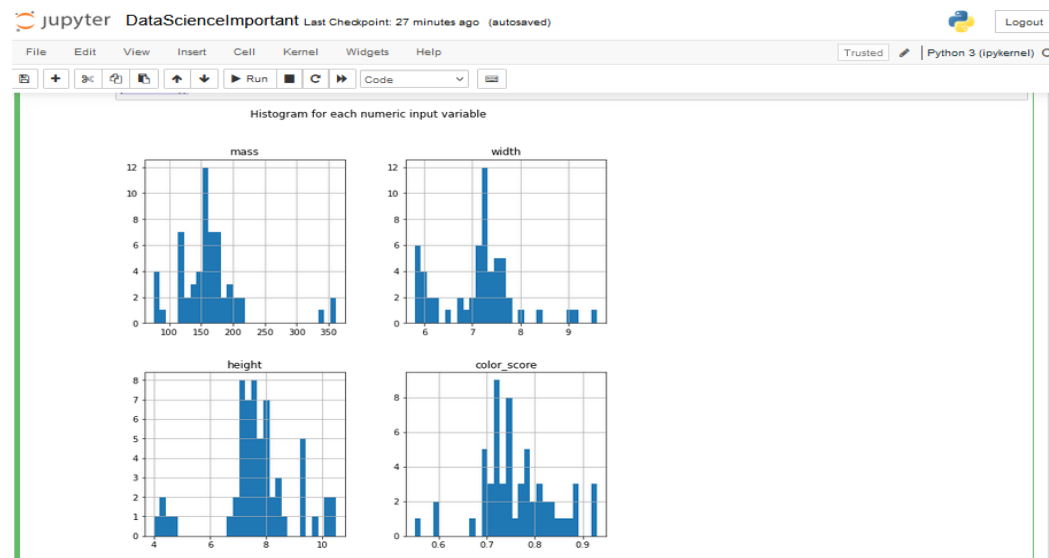 jupyter DataScienceImportant Last Checkpoint: 27 minutes ago (autosaved) Logout
File Edit View Insert Cell Kernel Widgets Help Trusted Python 3 (ipykernel)
Run Code
Histogram for each numeric input variable
mass width
12 12
10 10
8 8
6 6
4 4
2 2
0 0
100 150 200 250 300 350 6 7 8 9
height color_score
8
7
6
5
4
3
2
1
0
8
6
4
2
0
4 6 8 10 0.6 0.7 0.8 0.9